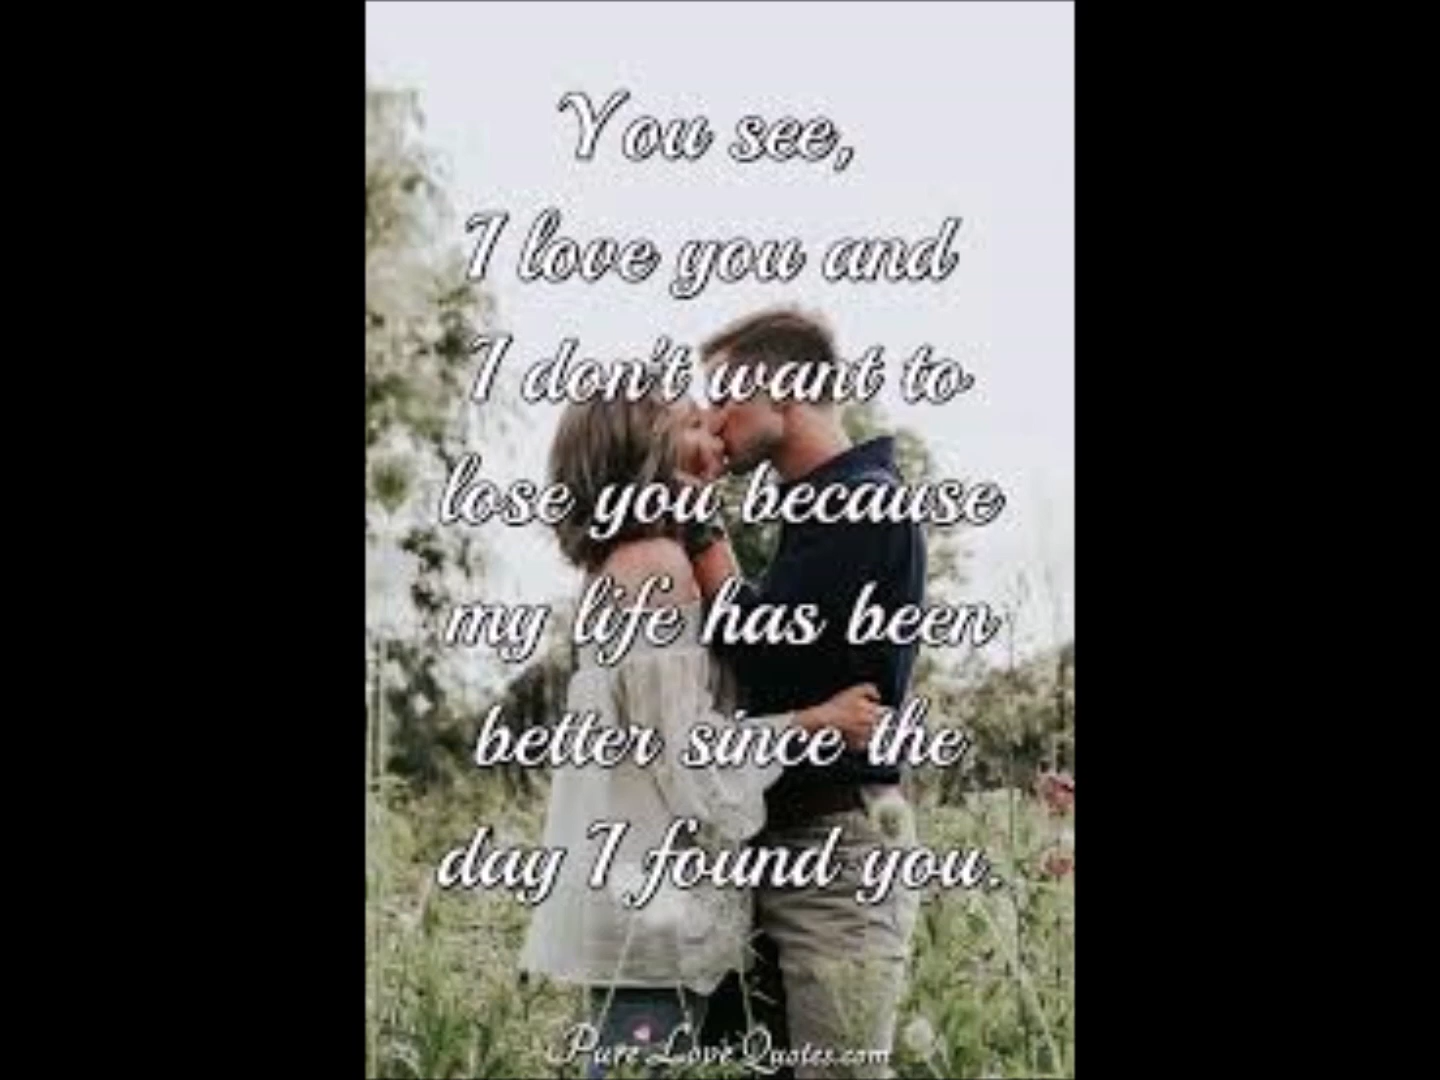 You see,
I love you and
I don't want to
lose you because
my life has been
better since the
day I found you.
PureLoveQuotes.com